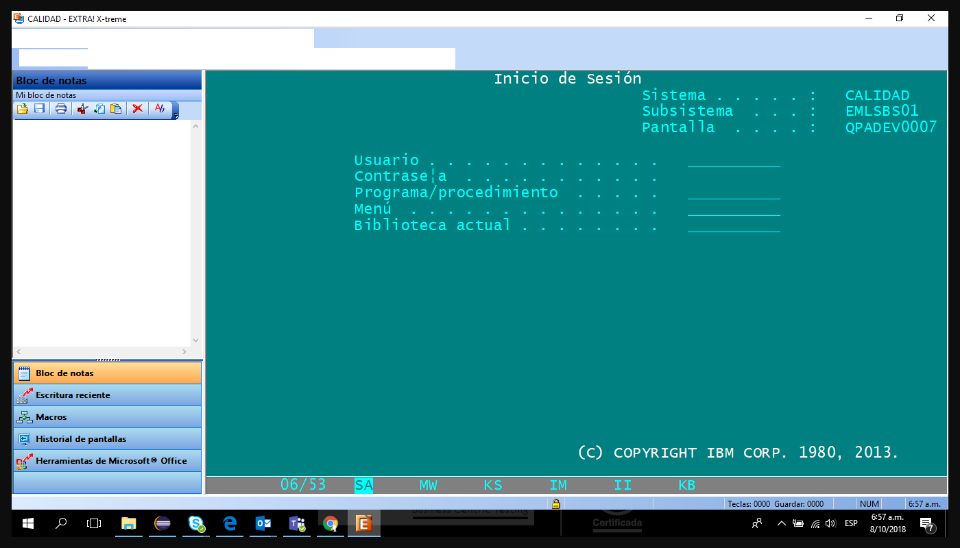 CALIDAD - EXTRA! X-treme
Bloc de notas
Mi bloc de notas
Inicio de Sesión
Sistema . . . . . : CALIDAD
Subsistema . . . : EMLSBS01
Pantalla . . . . : QPADEV0007
Usuario . . . . . . . . . . . . .
Contrase¦a . . . . . . . . . . .
Programa/procedimiento . . . . .
Menú . . . . . . . . . . . . . .
Biblioteca actual . . . . . . . .
Bloc de notas
Escritura reciente
Macros
Historial de pantallas
Herramientas de Microsoft® Office
(C) COPYRIGHT IBM CORP. 1980, 2013.
06/53 SA MW KS IM II KB
Teclas: 0000 Guardar: 0000 NUM 6:57 a.m.
Certificada
ESP
6:57 a.m.
8/10/2018